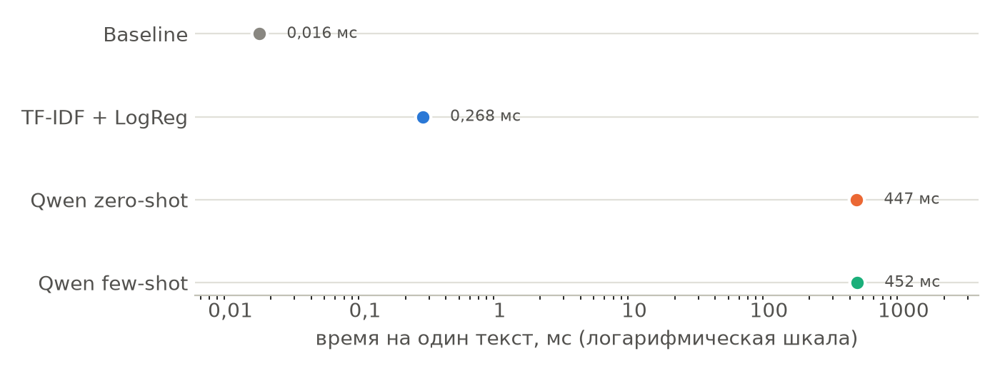 Baseline 0,016 мс
TF-IDF + LogReg 0,268 мс
Qwen zero-shot 447 мс
Qwen few-shot 452 мс
0,01 0,1 1 10 100 1000
время на один текст, мс (логарифмическая шкала)